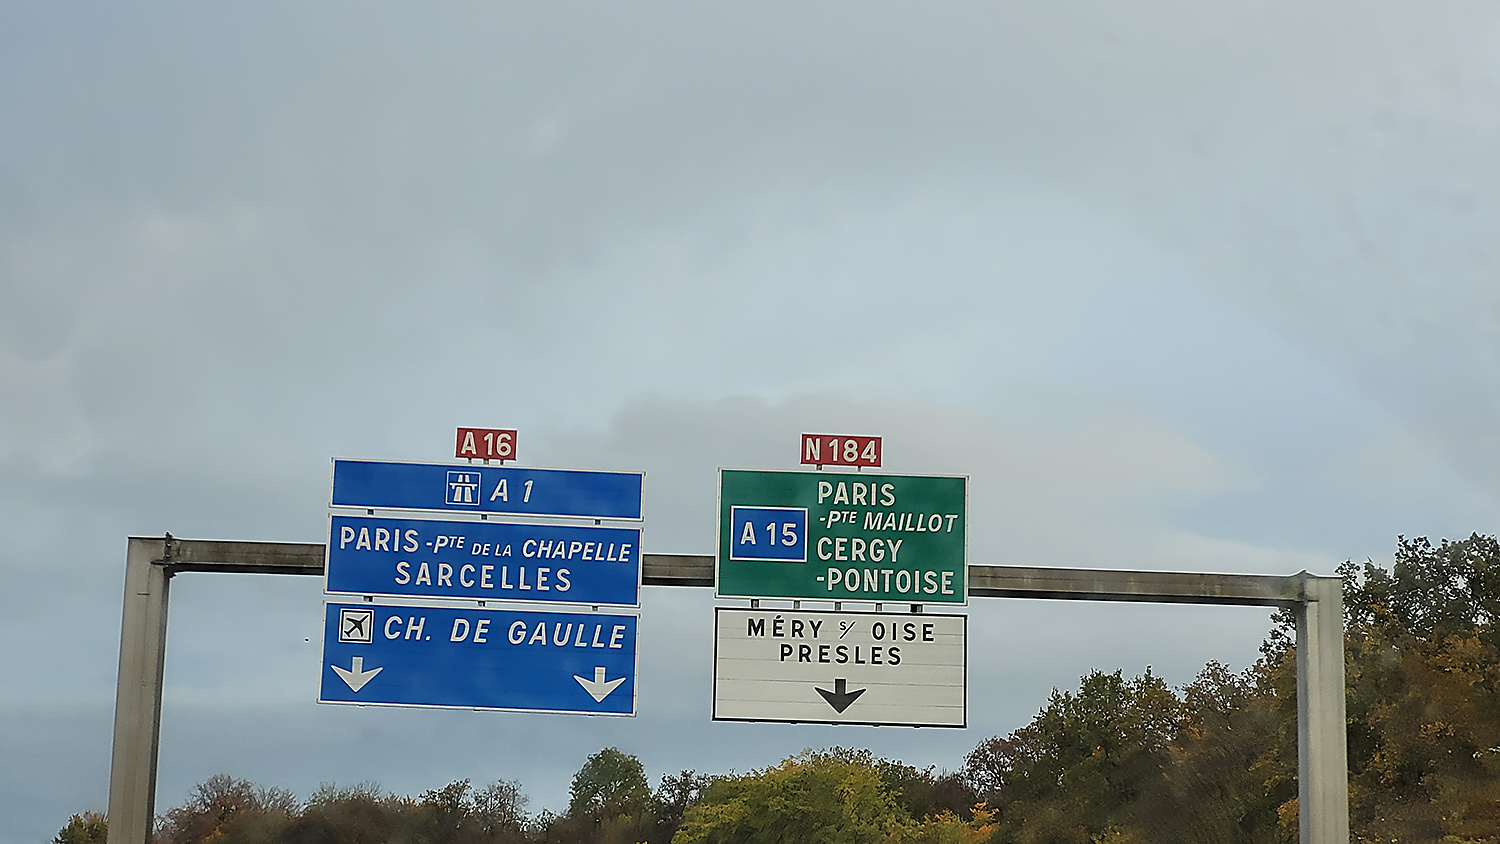 A 16
A 1
PARIS -PTE DE LA CHAPELLE
SARCELLES
CH. DE GAULLE
N 184
PARIS
-PTE MAILLOT
A 15
CERGY
-PONTOISE
MÉRY S/ OISE
PRESLES